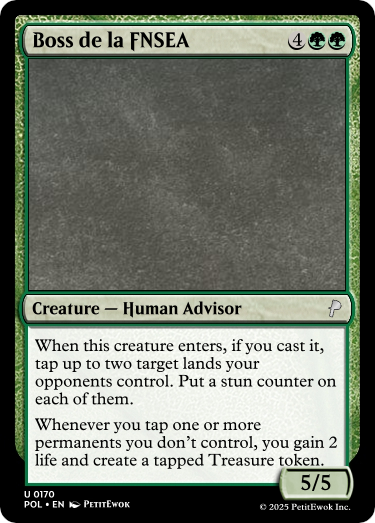 Boss de la FNSEA 4
Creature — Human Advisor
When this creature enters, if you cast it,
tap up to two target lands your
opponents control. Put a stun counter on
each of them.
Whenever you tap one or more
permanents you don't control, you gain 2
life and create a tapped Treasure token.
5/5
U 0170
POL • EN PetitEwok
© 2025 PetitEwok Inc.